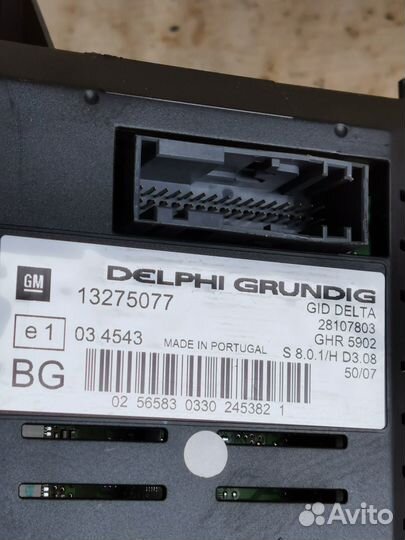 GM
DELPHI GRUNDIG
13275077
GID DELTA
28107803
e1
03 4543
GHR 5902
MADE IN PORTUGAL
S 8.0.1/H D3.08
50/07
BG
02 56583 0330 245382 1
Avito